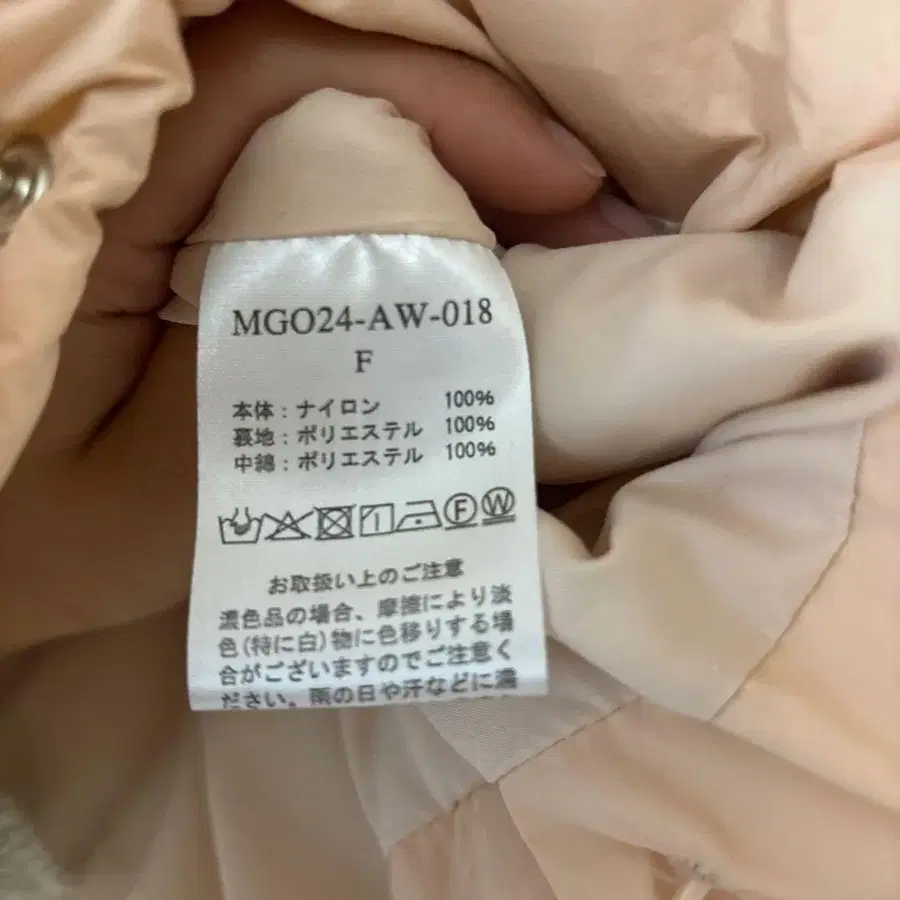 MGO24-AW-018
F
本体：ナイロン 100%
裏地：ポリエステル 100%
中綿：ポリエステル 100%
F W
お取扱い上のご注意
濃色品の場合、摩擦により淡
色(特に白)物に色移りする場
合がございますのでご注意く
ださい。雨の日や汗などに濡